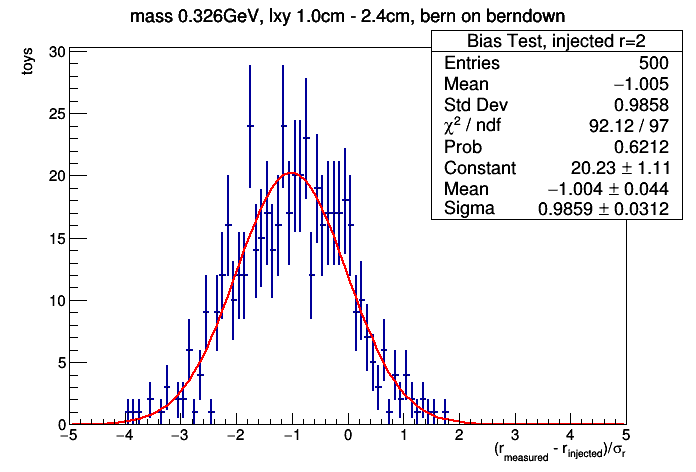 mass 0.326GeV, lxy 1.0cm - 2.4cm, bern on berndown
toys
Bias Test, injected r=2
Entries 500
Mean −1.005
Std Dev 0.9858
χ² / ndf 92.12 / 97
Prob 0.6212
Constant 20.23 ± 1.11
Mean −1.004 ± 0.044
Sigma 0.9859 ± 0.0312
30
25
20
15
10
5
0
−5 −4 −3 −2 −1 0 1 2 3 4 5
(r_measured - r_injected)/σ_r